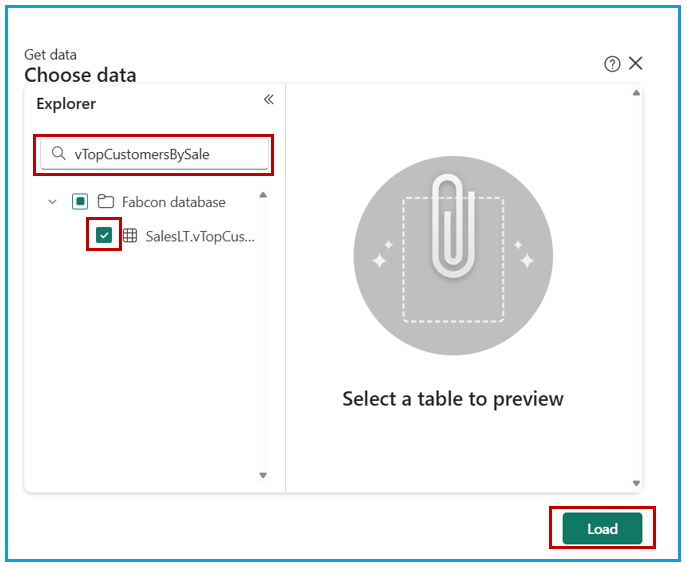 Get data
Choose data
Explorer
vTopCustomersBySale
Fabcon database
SalesLT.vTopCus...
Select a table to preview
Load